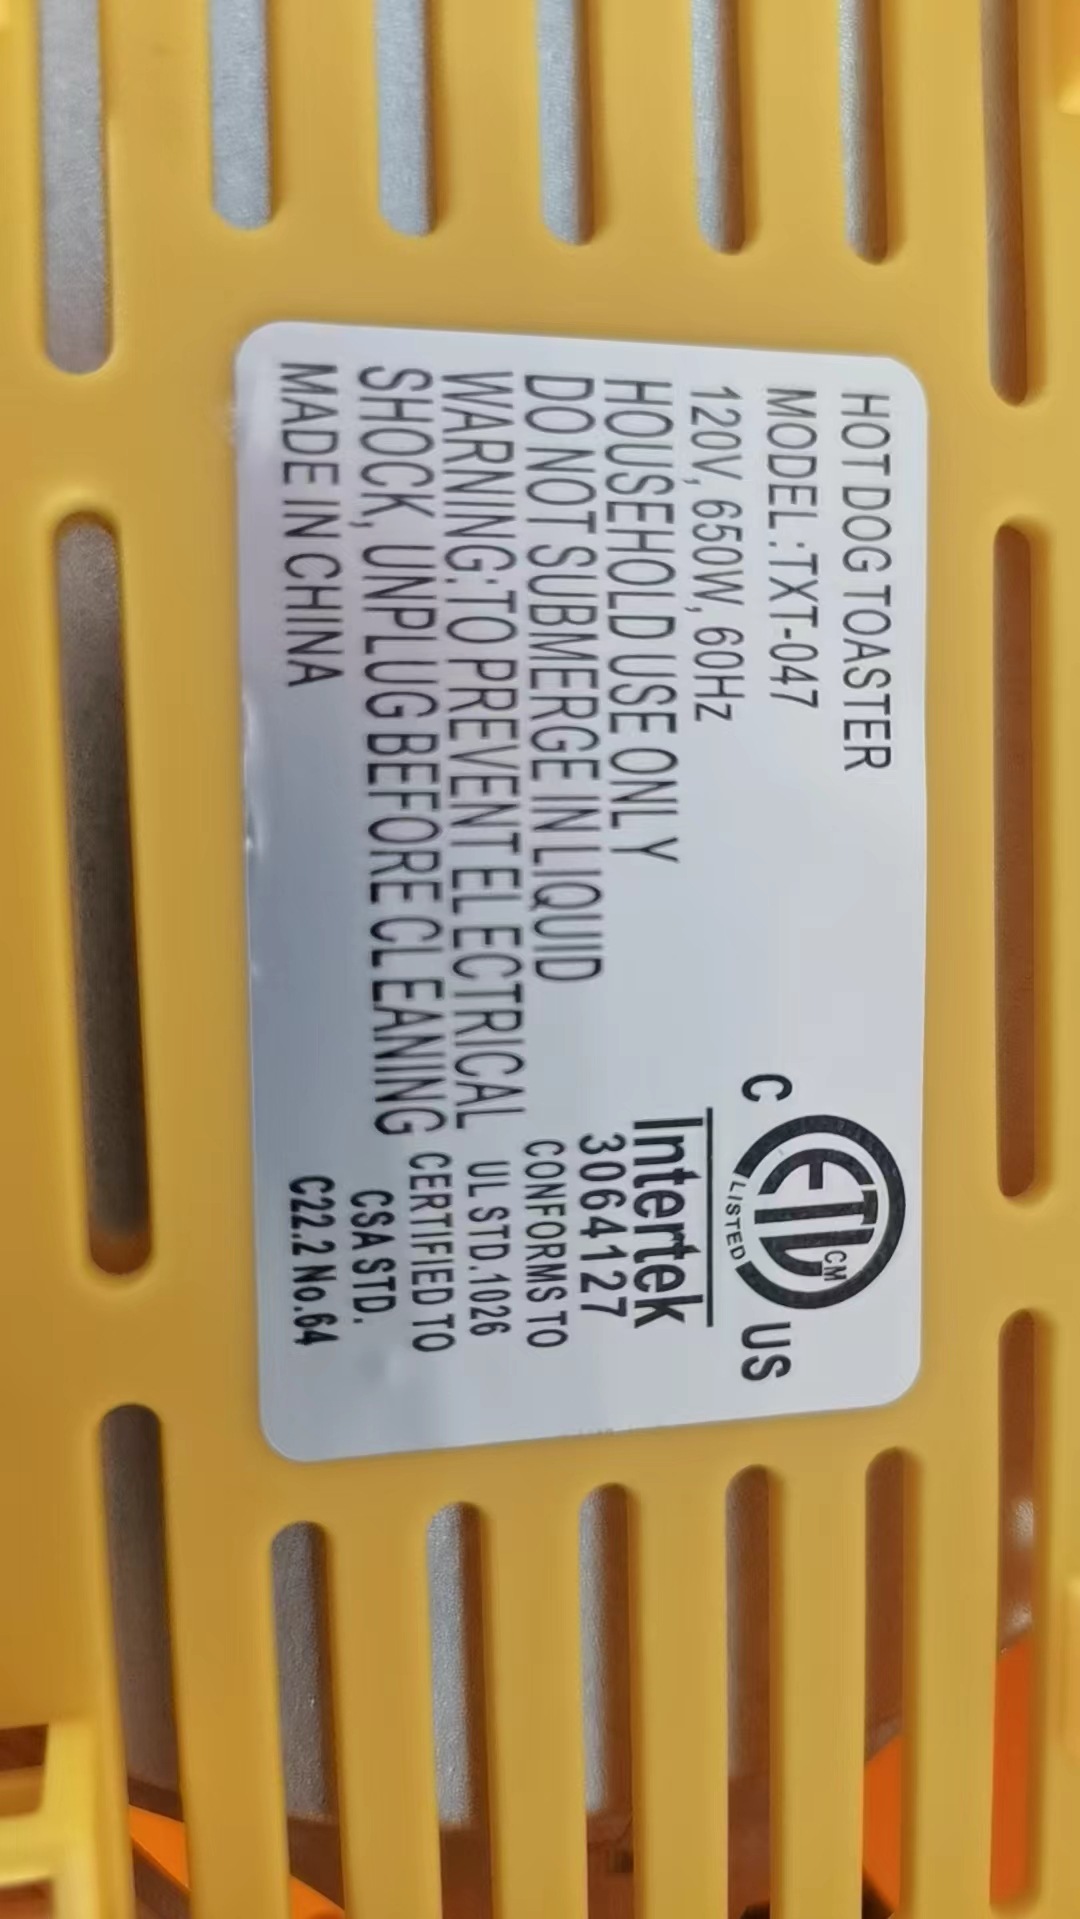 HOT DOG TOASTER
MODEL:TXT-047
120V, 650W, 60Hz
HOUSEHOLD USE ONLY
DO NOT SUBMERGE IN LIQUID
WARNING:TO PREVENT ELECTRICAL
SHOCK, UNPLUG BEFORE CLEANING
MADE IN CHINA
C ETL CM US
LISTED
Intertek
3064127
CONFORMS TO
UL STD.1026
CERTIFIED TO
CSA STD.
C22.2 No.64